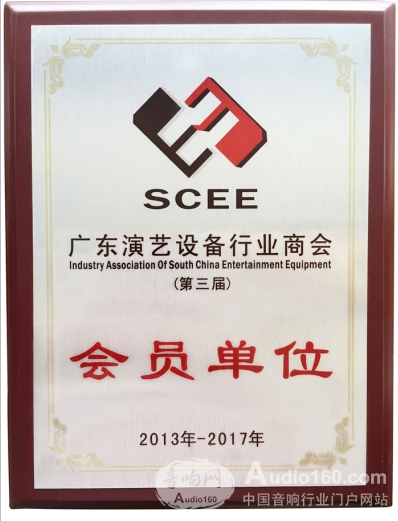 SCEE
广东演艺设备行业商会
Industry Association Of South China Entertainment Equipment
(第三届)
会员单位
2013年-2017年
音响网
Audio160
Audio160.com
中国音响行业门户网站